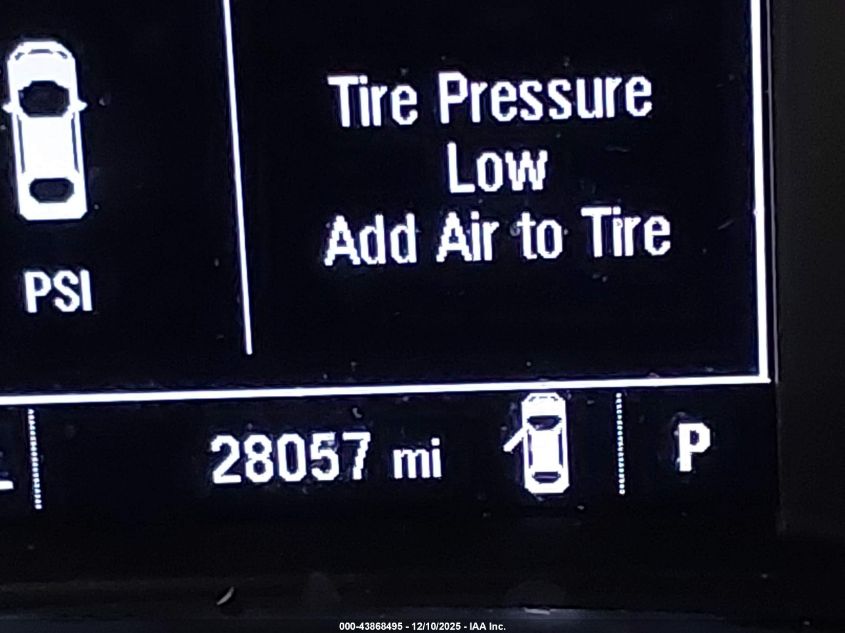 Tire Pressure
Low
Add Air to Tire
PSI
28057 mi
P
000-43868495 - 12/10/2025 - IAA Inc.